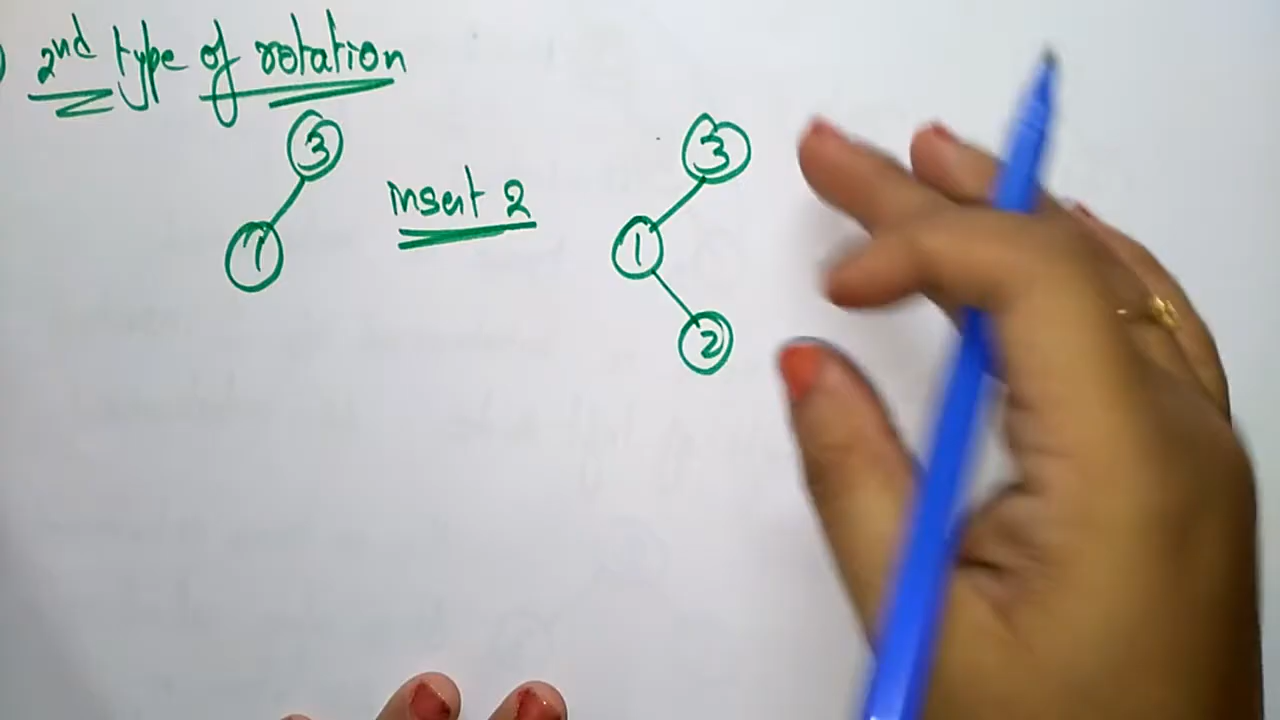 ) 2nd type of rotation
3
1
insert 2
3
1
2